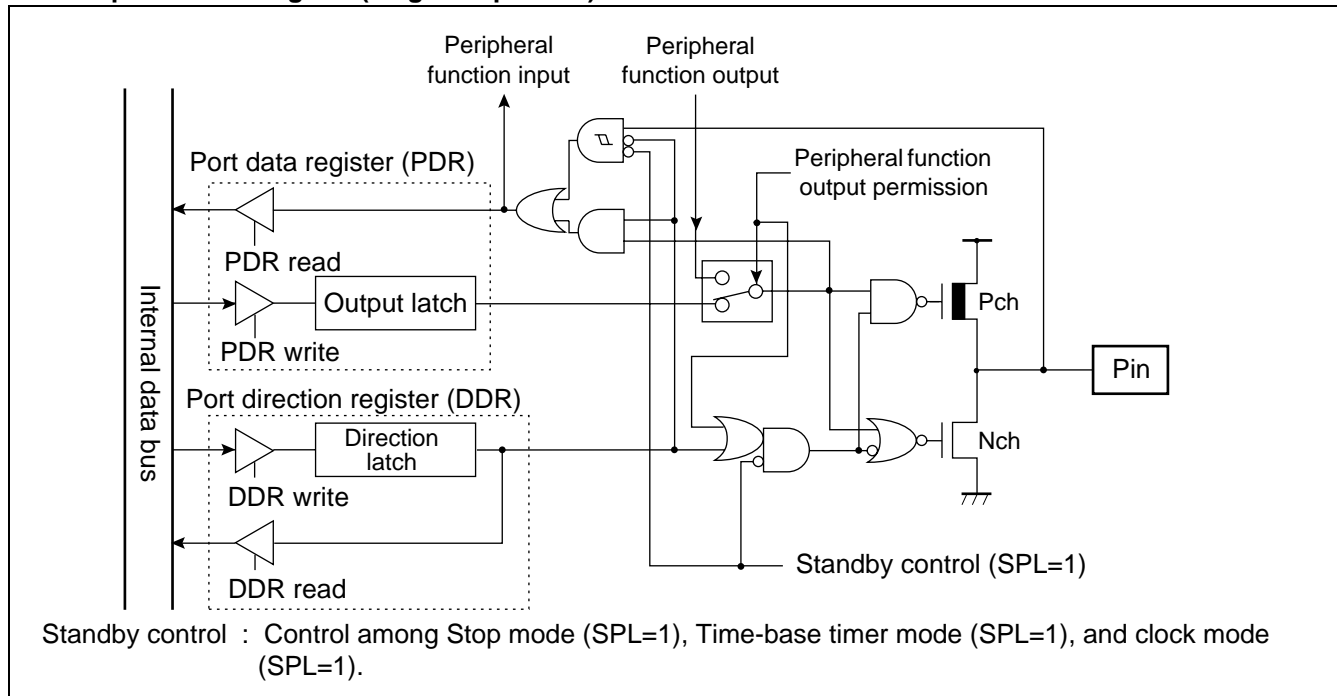 Peripheral
function input
Peripheral
function output
Port data register (PDR)
Peripheral function
output permission
PDR read
Output latch
Pch
PDR write
Pin
Internal data bus
Port direction register (DDR)
Direction
latch
Nch
DDR write
Standby control (SPL=1)
DDR read
Standby control : Control among Stop mode (SPL=1), Time-base timer mode (SPL=1), and clock mode
(SPL=1).